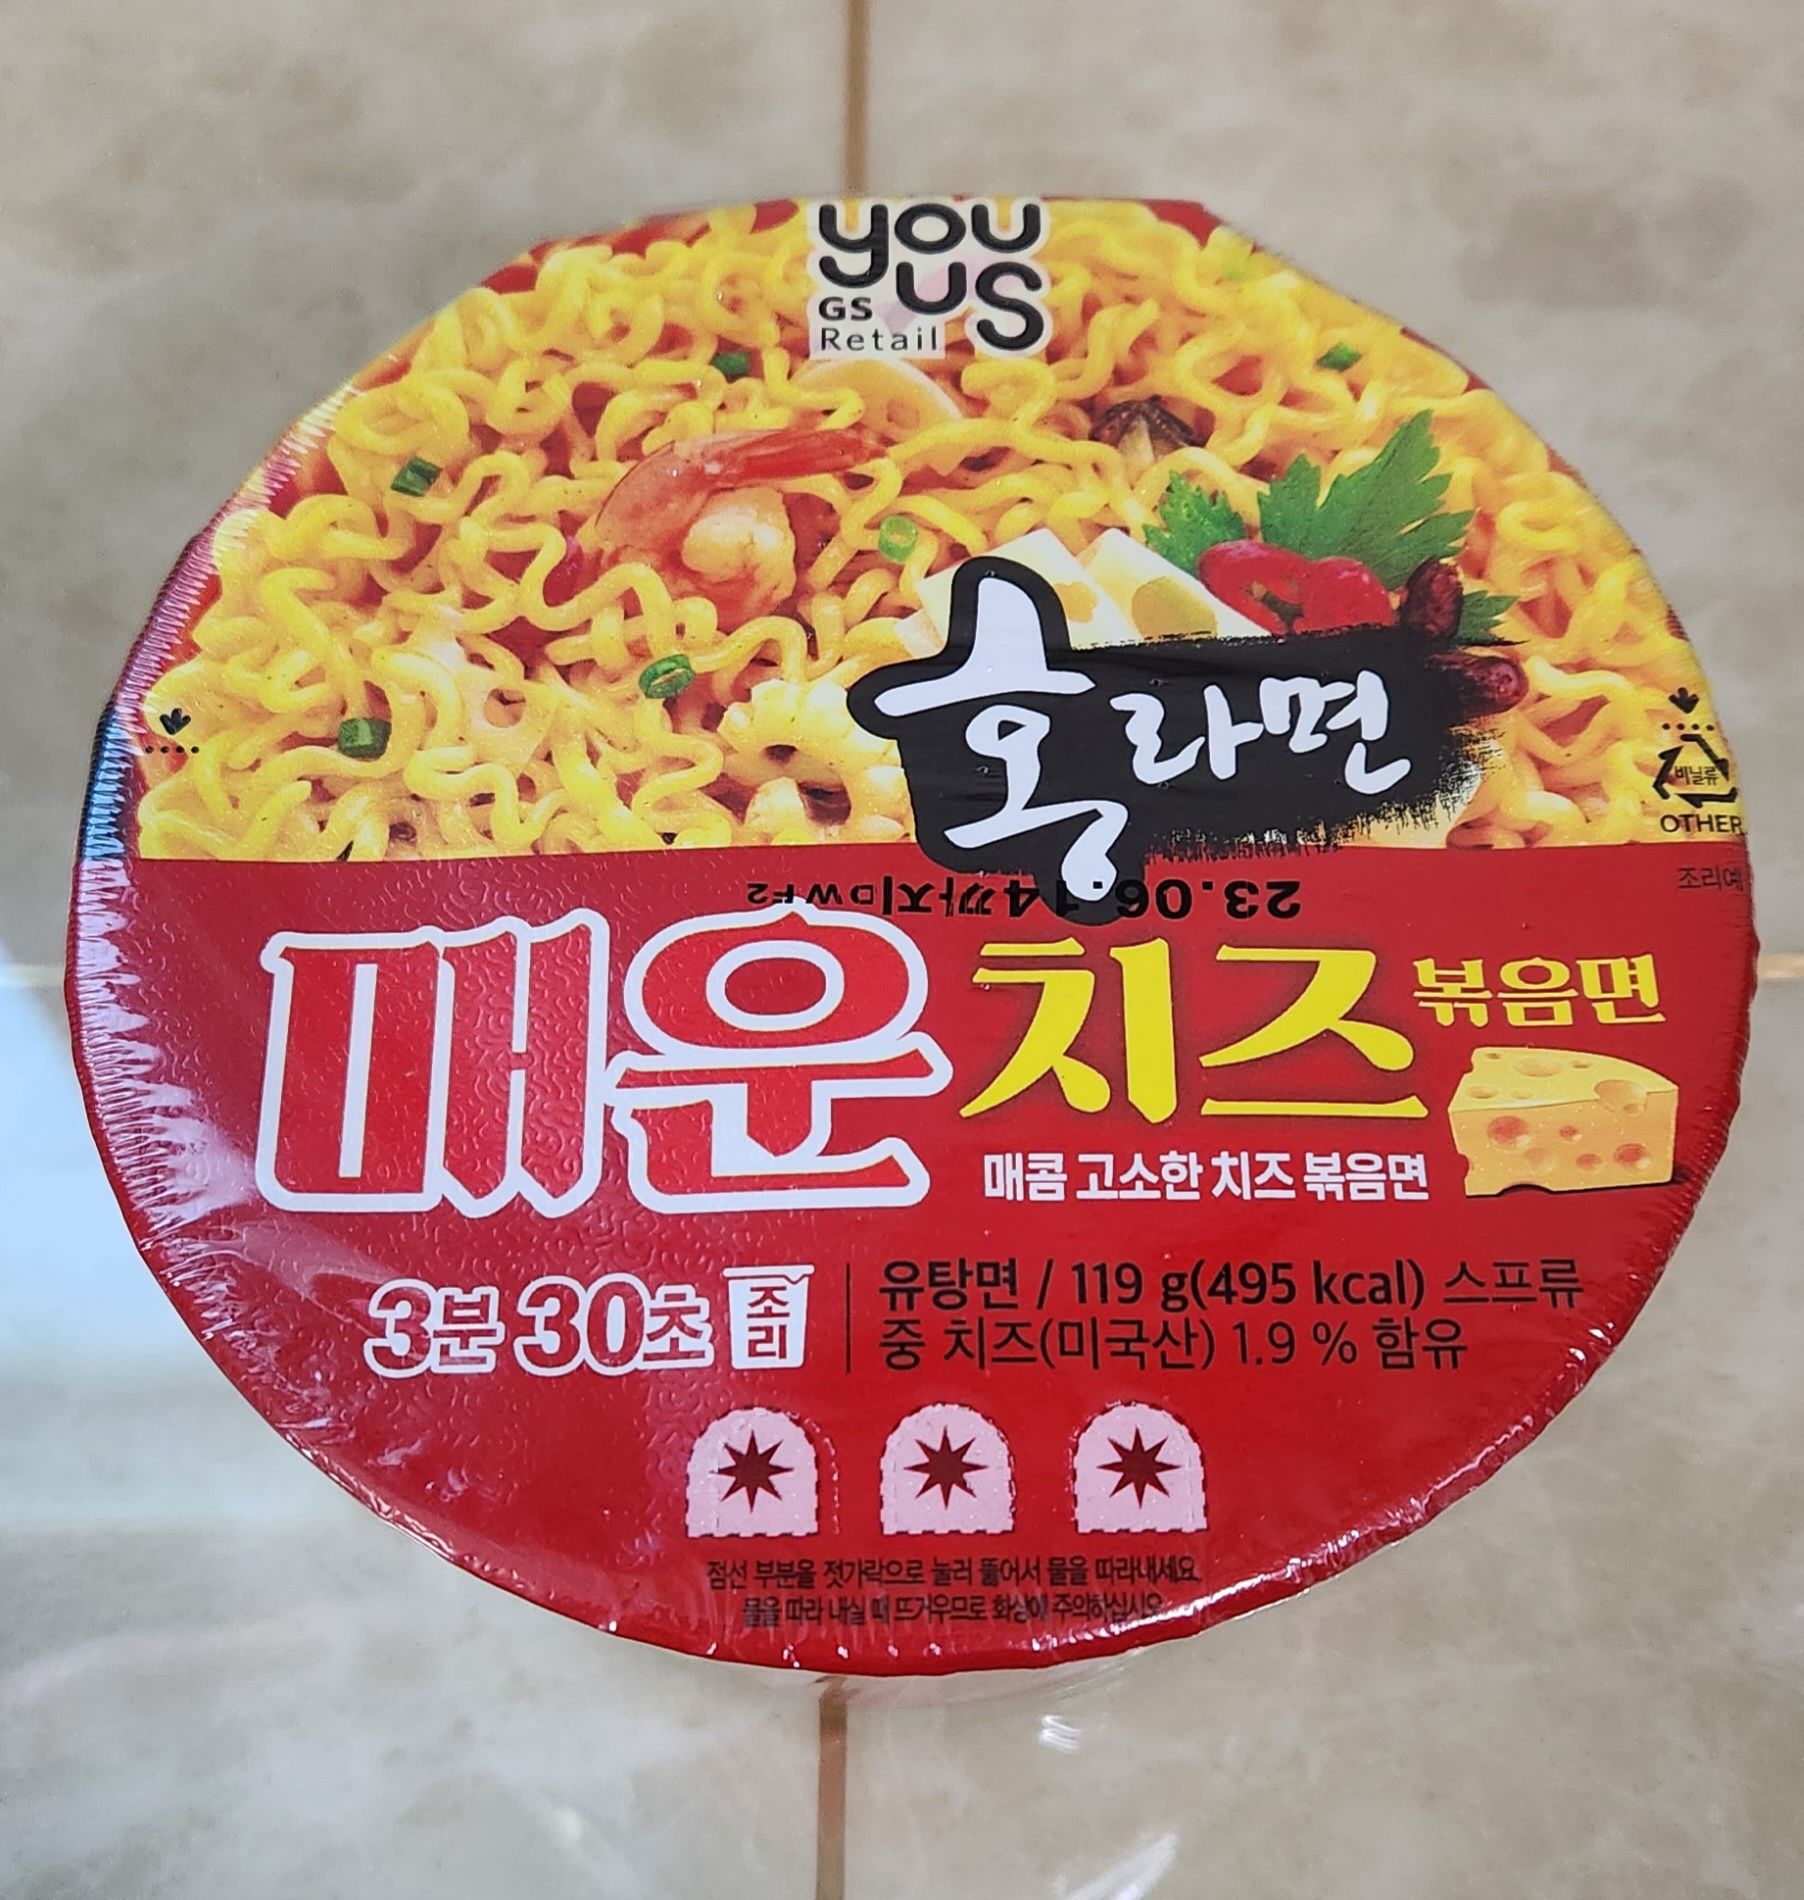 you
us
GS
Retail
홍라면
비닐류
OTHER
조리예
23.06.14까지DWF2
매운 치즈 볶음면
매콤 고소한 치즈 볶음면
3분 30초 조리
유탕면 / 119 g(495 kcal) 스프류
중 치즈(미국산) 1.9 % 함유
점선 부분을 젓가락으로 눌러 뚫어서 물을 따라내세요.
물을 따라 내실 때 뜨거우므로 화상에 주의하십시오.